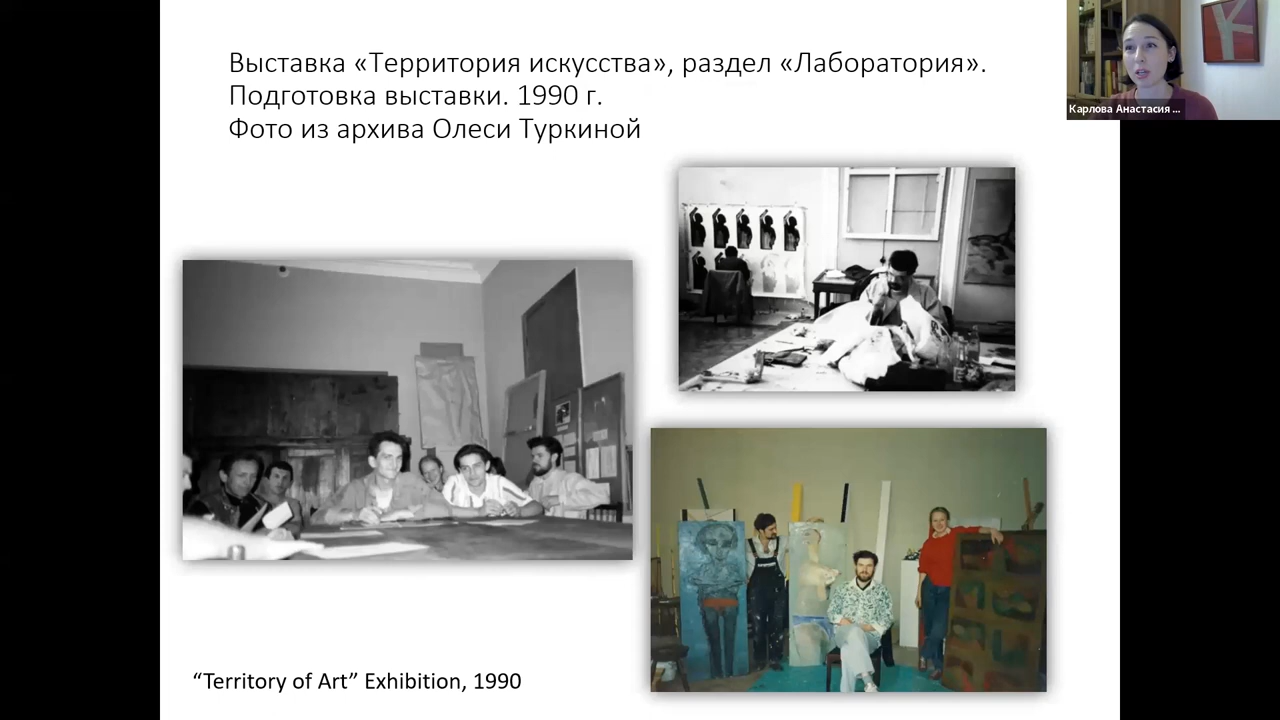 Выставка «Территория искусства», раздел «Лаборатория».
Подготовка выставки. 1990 г.
Фото из архива Олеси Туркиной
Карлова Анастасия ...
“Territory of Art” Exhibition, 1990